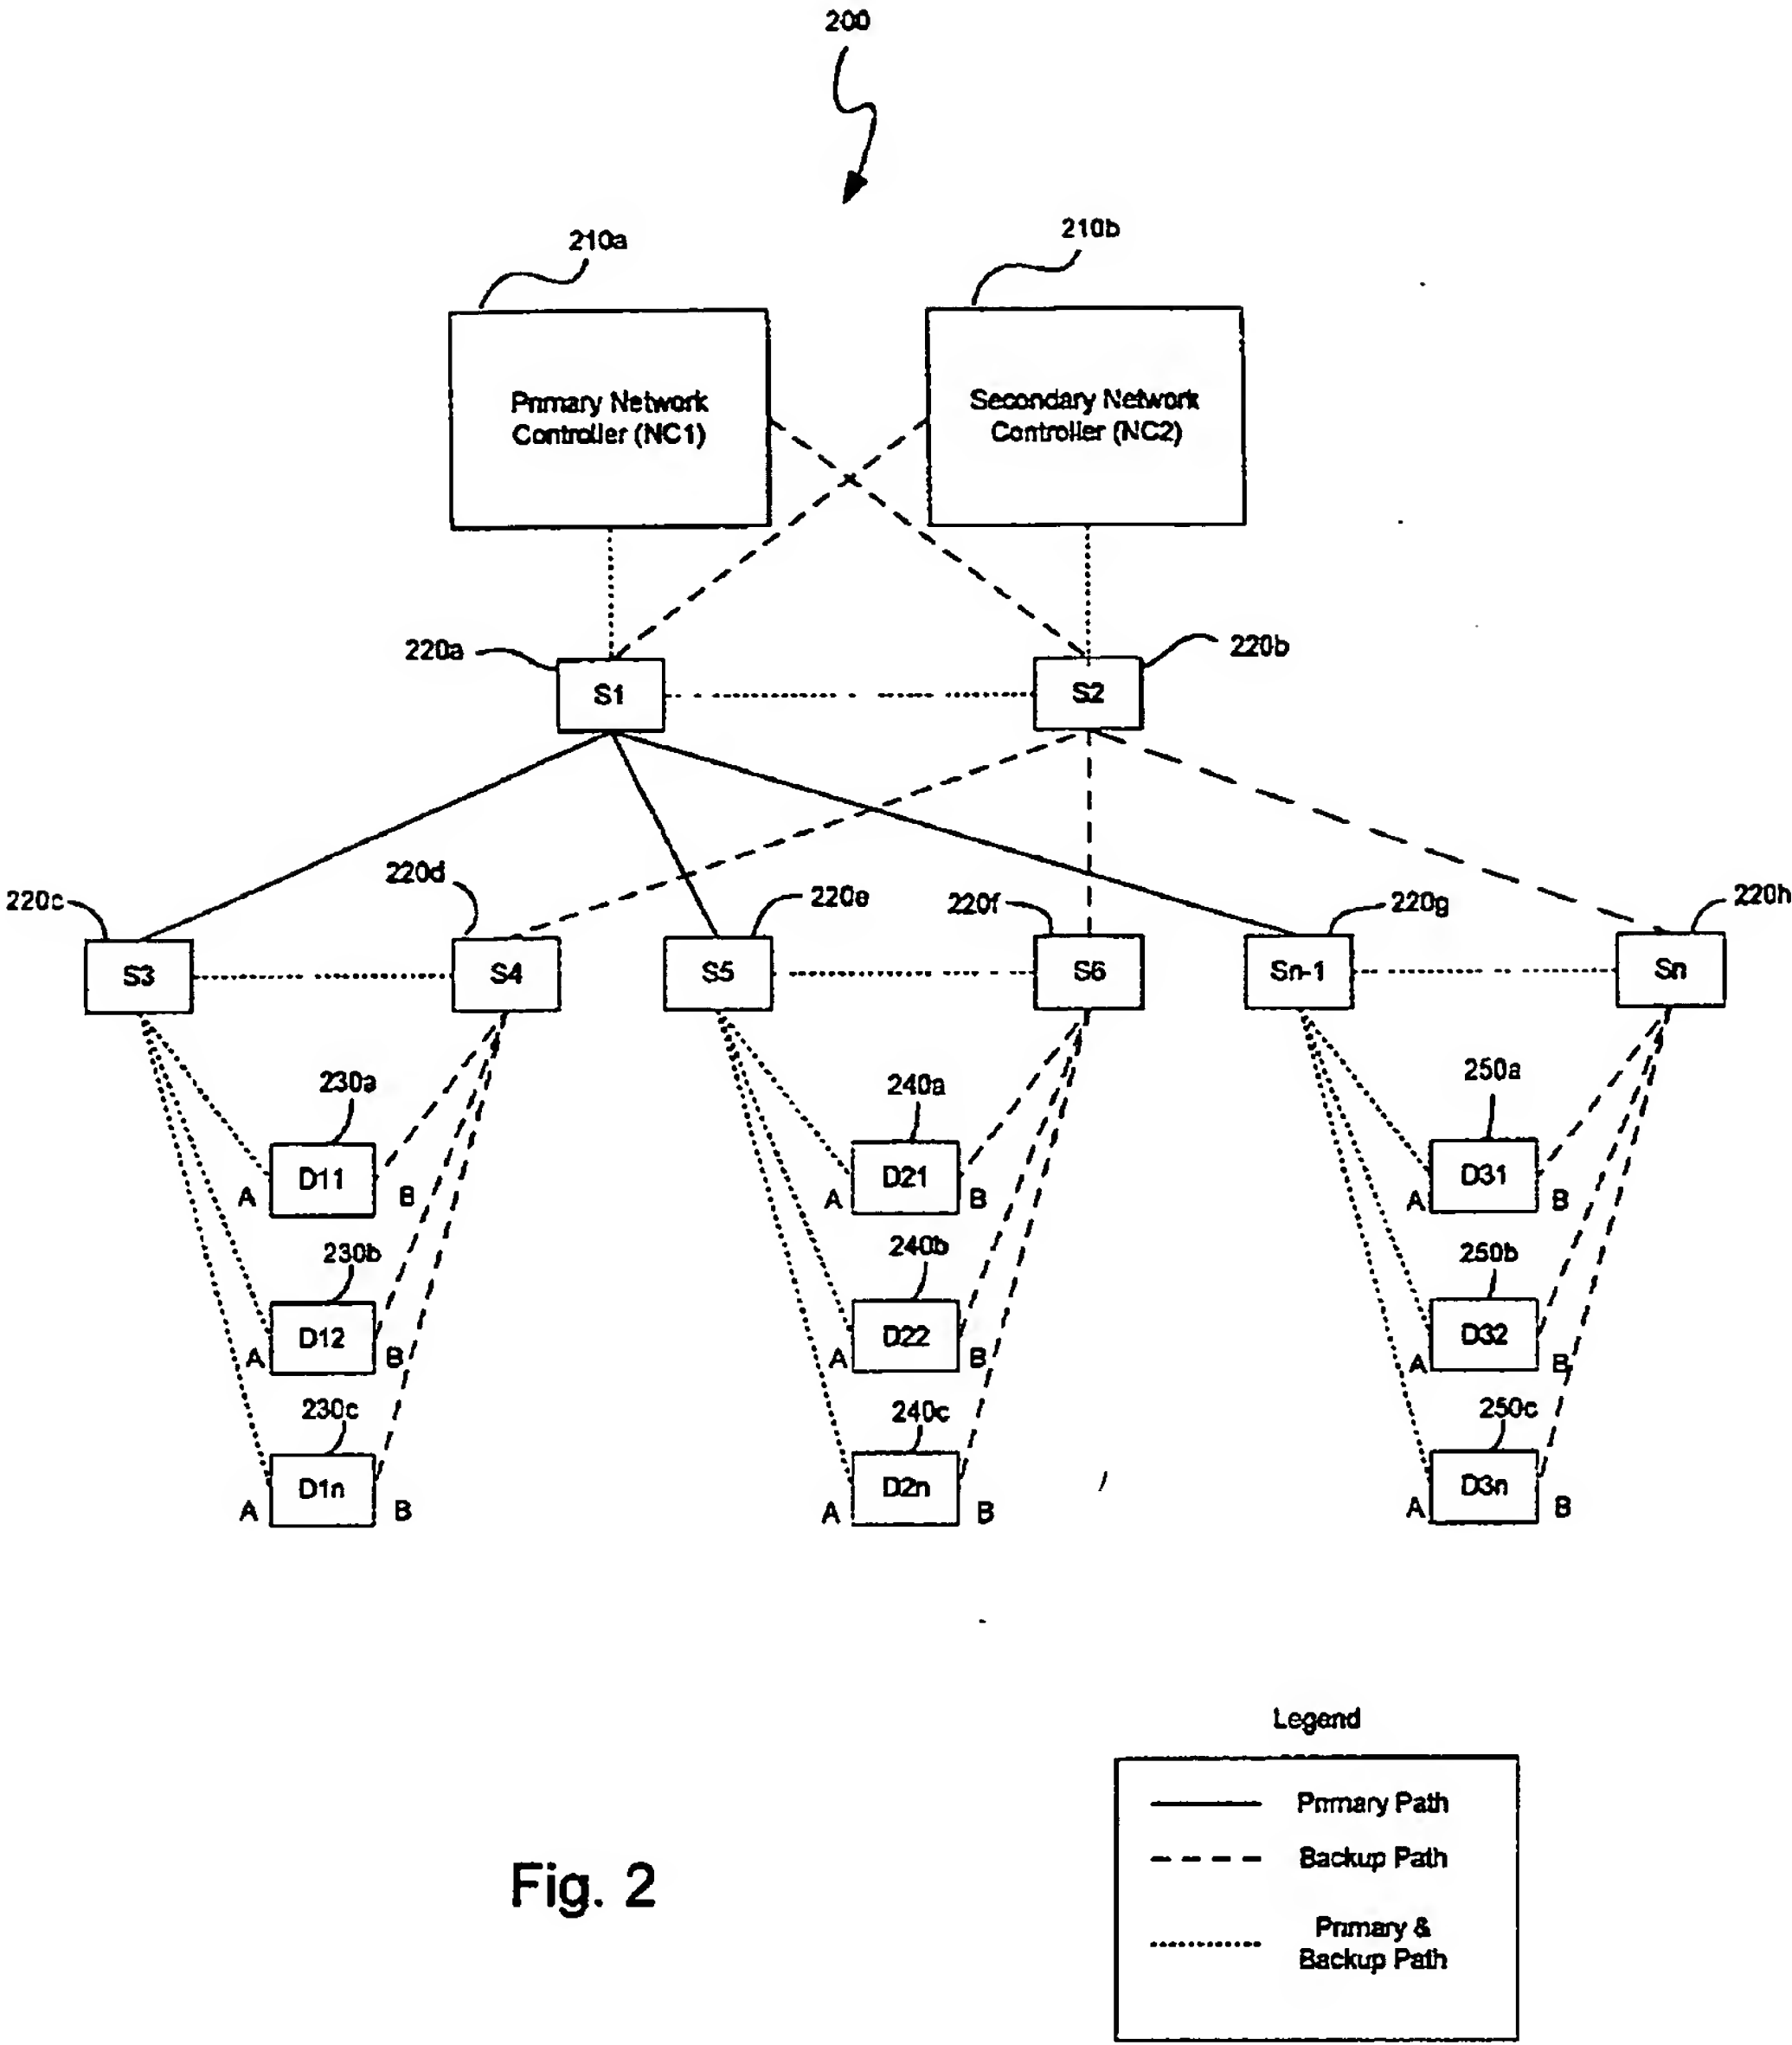 200
210a
210b
Primary Network
Controller (NC1)
Secondary Network
Controller (NC2)
220a
220b
S1
S2
220c
220d
220e
220f
220g
220h
S3
S4
S5
S6
Sn-1
Sn
230a
240a
250a
D11
D21
D31
A
B
A
B
A
B
230b
240b
250b
D12
D22
D32
A
B
A
B
A
B
230c
240c
250c
D1n
D2n
D3n
A
B
A
B
A
B
Legend
Primary Path
Backup Path
Primary &
Backup Path
Fig. 2